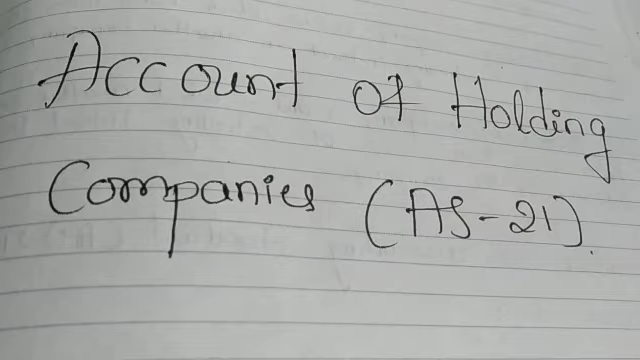 Account of Holding
Companies (AS-21).